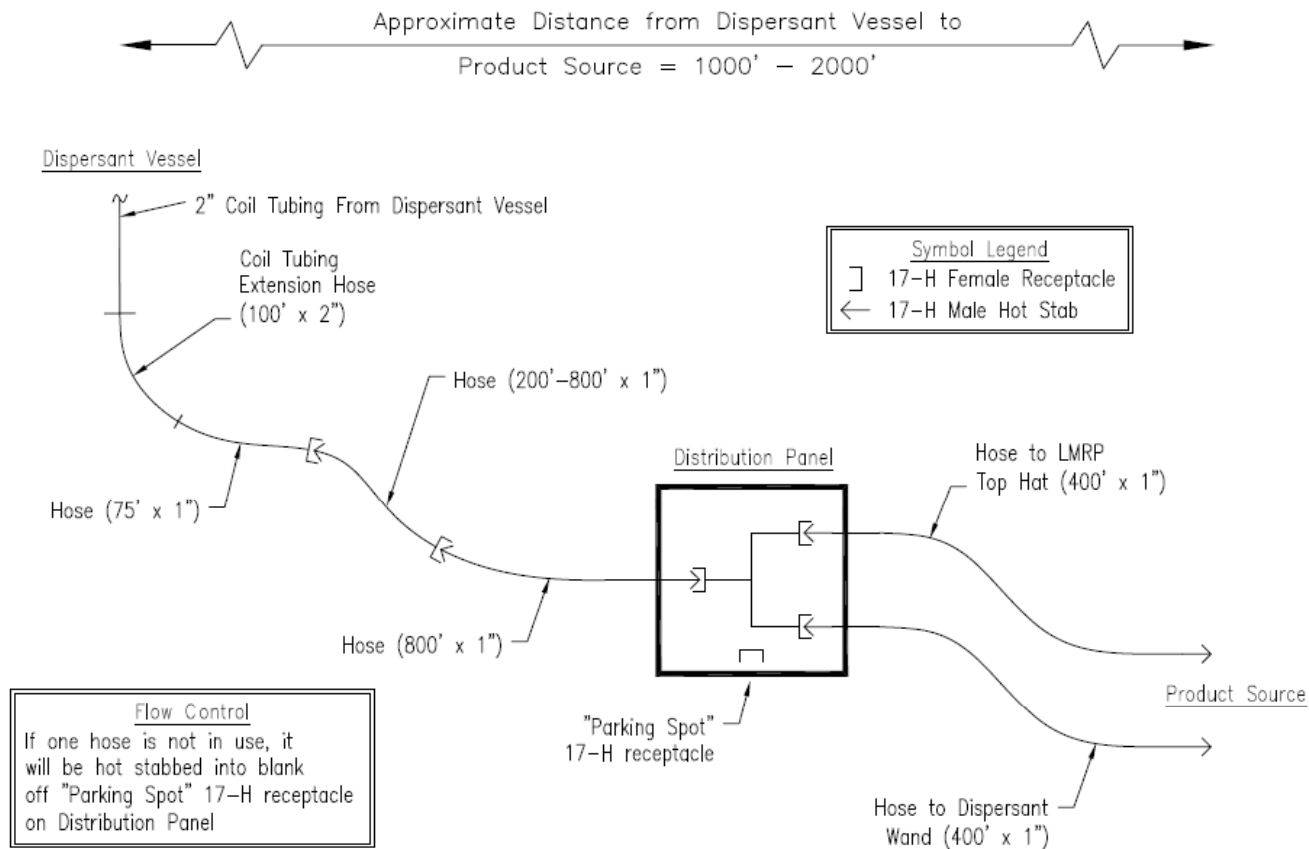 Approximate Distance from Dispersant Vessel to
Product Source = 1000' - 2000'
Dispersant Vessel
2" Coil Tubing From Dispersant Vessel
Coil Tubing
Extension Hose
(100' x 2")
Symbol Legend
17-H Female Receptacle
17-H Male Hot Stab
Hose (200'-800' x 1")
Hose (75' x 1")
Distribution Panel
Hose to LMRP
Top Hat (400' x 1")
Hose (800' x 1")
"Parking Spot"
17-H receptacle
Product Source
Hose to Dispersant
Wand (400' x 1")
Flow Control
If one hose is not in use, it
will be hot stabbed into blank
off "Parking Spot" 17-H receptacle
on Distribution Panel